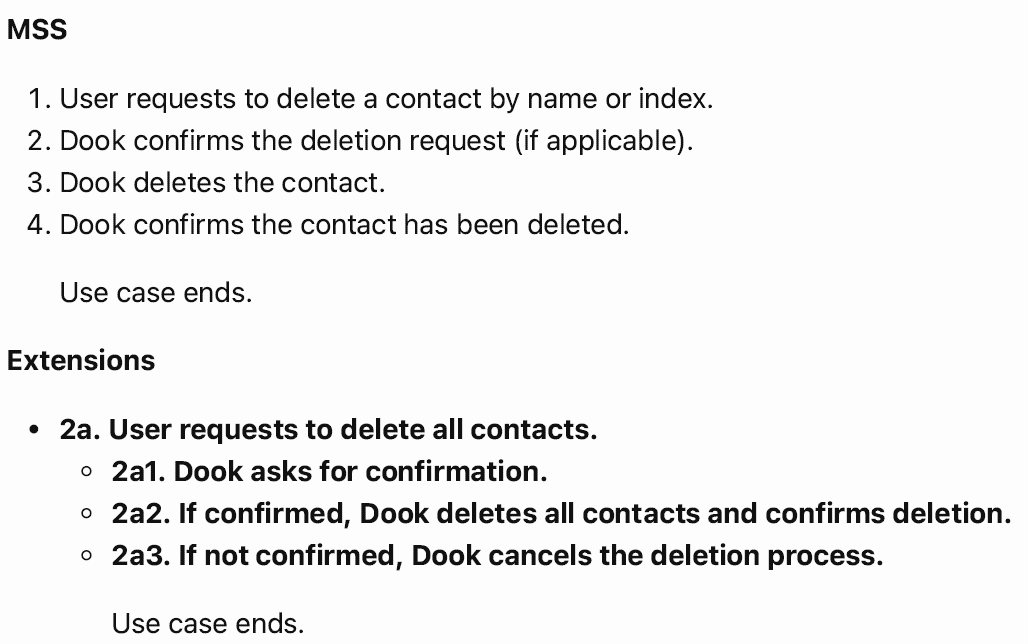 MSS
1. User requests to delete a contact by name or index.
2. Dook confirms the deletion request (if applicable).
3. Dook deletes the contact.
4. Dook confirms the contact has been deleted.
Use case ends.
Extensions
• 2a. User requests to delete all contacts.
◦ 2a1. Dook asks for confirmation.
◦ 2a2. If confirmed, Dook deletes all contacts and confirms deletion.
◦ 2a3. If not confirmed, Dook cancels the deletion process.
Use case ends.